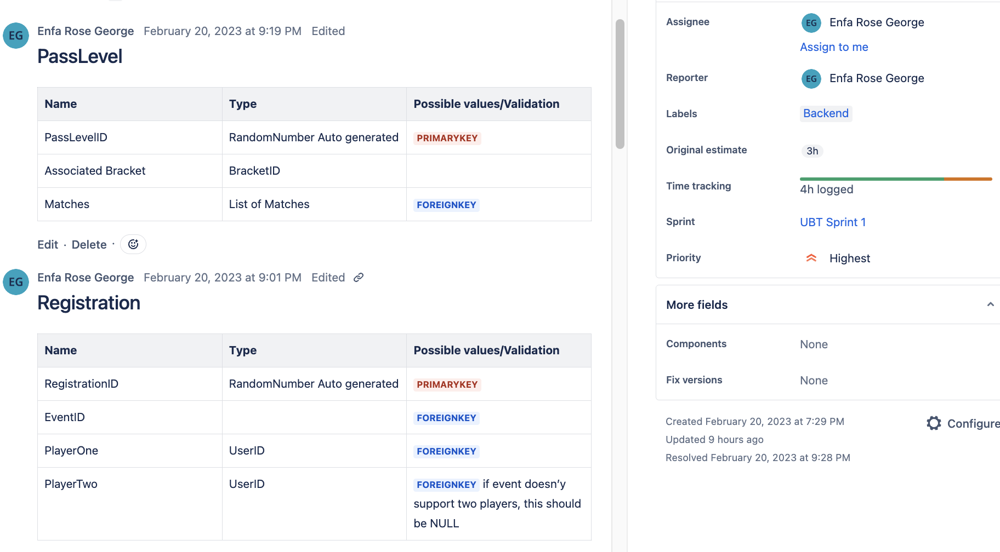 EG
Enfa Rose George February 20, 2023 at 9:19 PM Edited
PassLevel
Name Type Possible values/Validation
PassLevelID RandomNumber Auto generated PRIMARYKEY
Associated Bracket BracketID
Matches List of Matches FOREIGNKEY
Edit · Delete ·
EG
Enfa Rose George February 20, 2023 at 9:01 PM Edited
Registration
Name Type Possible values/Validation
RegistrationID RandomNumber Auto generated PRIMARYKEY
EventID FOREIGNKEY
PlayerOne UserID FOREIGNKEY
PlayerTwo UserID FOREIGNKEY if event doesn’y
support two players, this should
be NULL
Assignee EG Enfa Rose George
Assign to me
Reporter EG Enfa Rose George
Labels Backend
Original estimate 3h
Time tracking 4h logged
Sprint UBT Sprint 1
Priority Highest
More fields
Components None
Fix versions None
Created February 20, 2023 at 7:29 PM Configure
Updated 9 hours ago
Resolved February 20, 2023 at 9:28 PM